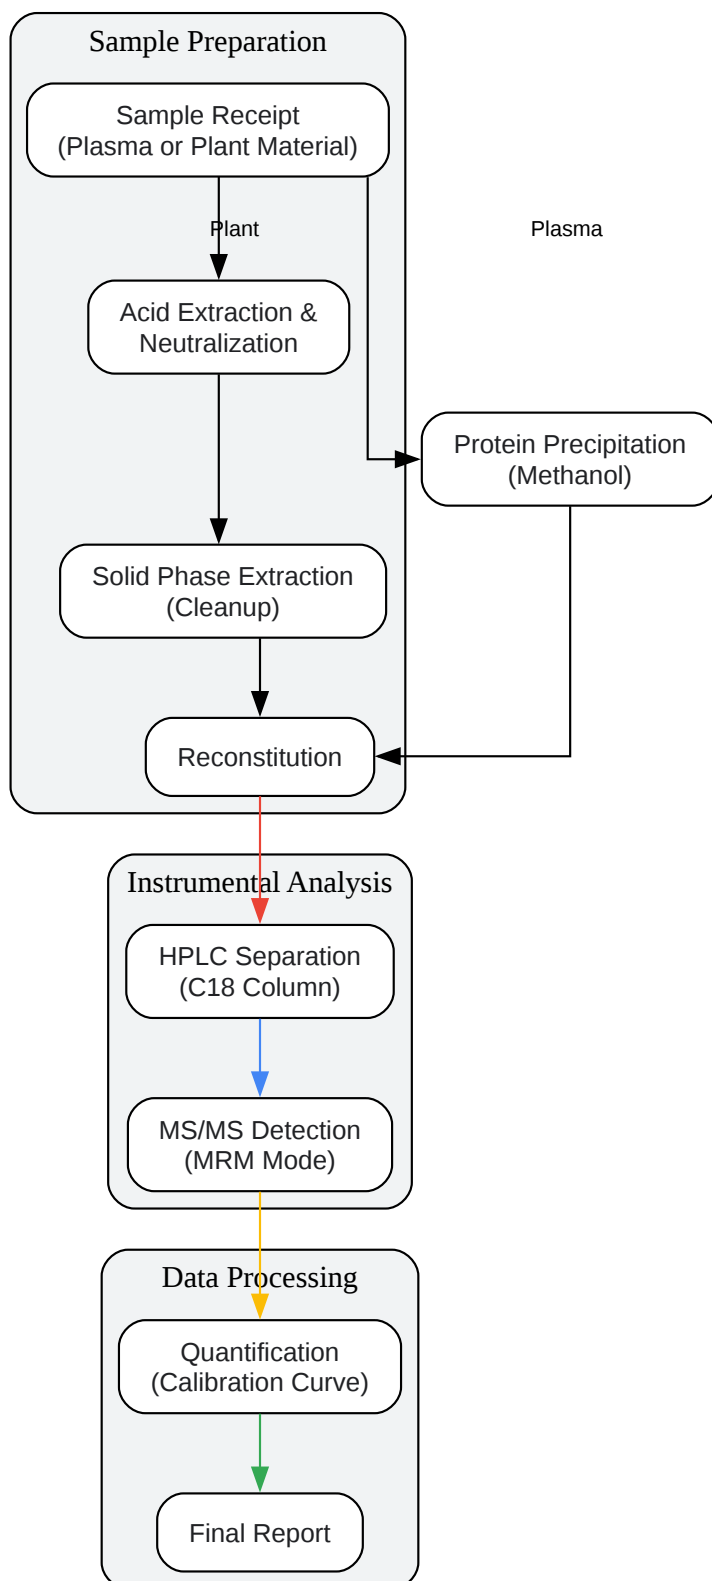 Sample Preparation
Sample Receipt
(Plasma or Plant Material)
Plant
Plasma
Acid Extraction &
Neutralization
Protein Precipitation
(Methanol)
Solid Phase Extraction
(Cleanup)
Reconstitution
Instrumental Analysis
HPLC Separation
(C18 Column)
MS/MS Detection
(MRM Mode)
Data Processing
Quantification
(Calibration Curve)
Final Report